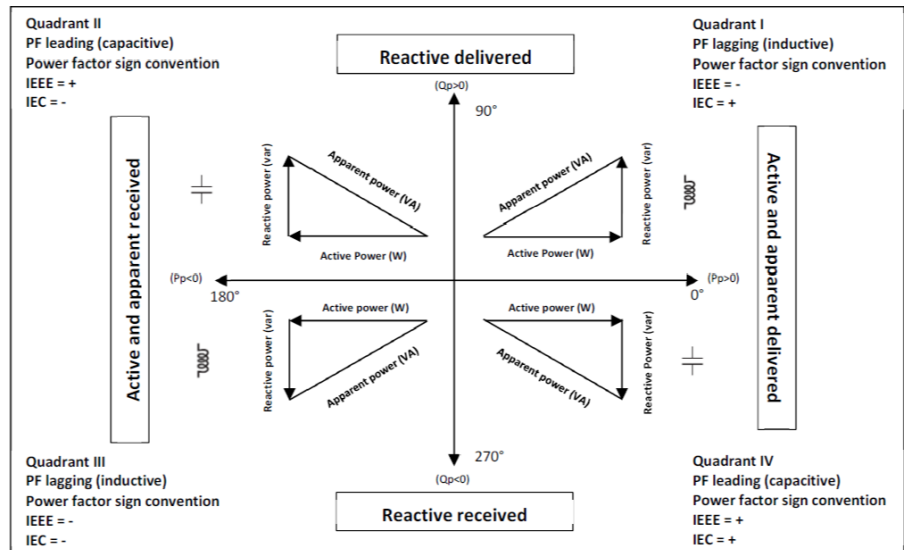 Quadrant II
PF leading (capacitive)
Power factor sign convention
IEEE = +
IEC = -
Reactive delivered
Quadrant I
PF lagging (inductive)
Power factor sign convention
IEEE = -
IEC = +
(Qp>0)
90°
Active and apparent received
Reactive power (var)
Apparent power (VA)
Active Power (W)
Apparent power (VA)
Active Power (W)
Reactive power (var)
Active and apparent delivered
(Pp<0)
180°
(Pp>0)
0°
Active power (W)
Reactive power (var)
Apparent power (VA)
Active power (W)
Apparent power (VA)
Reactive Power (var)
270°
(Qp<0)
Quadrant III
PF lagging (inductive)
Power factor sign convention
IEEE = -
IEC = -
Reactive received
Quadrant IV
PF leading (capacitive)
Power factor sign convention
IEEE = +
IEC = +